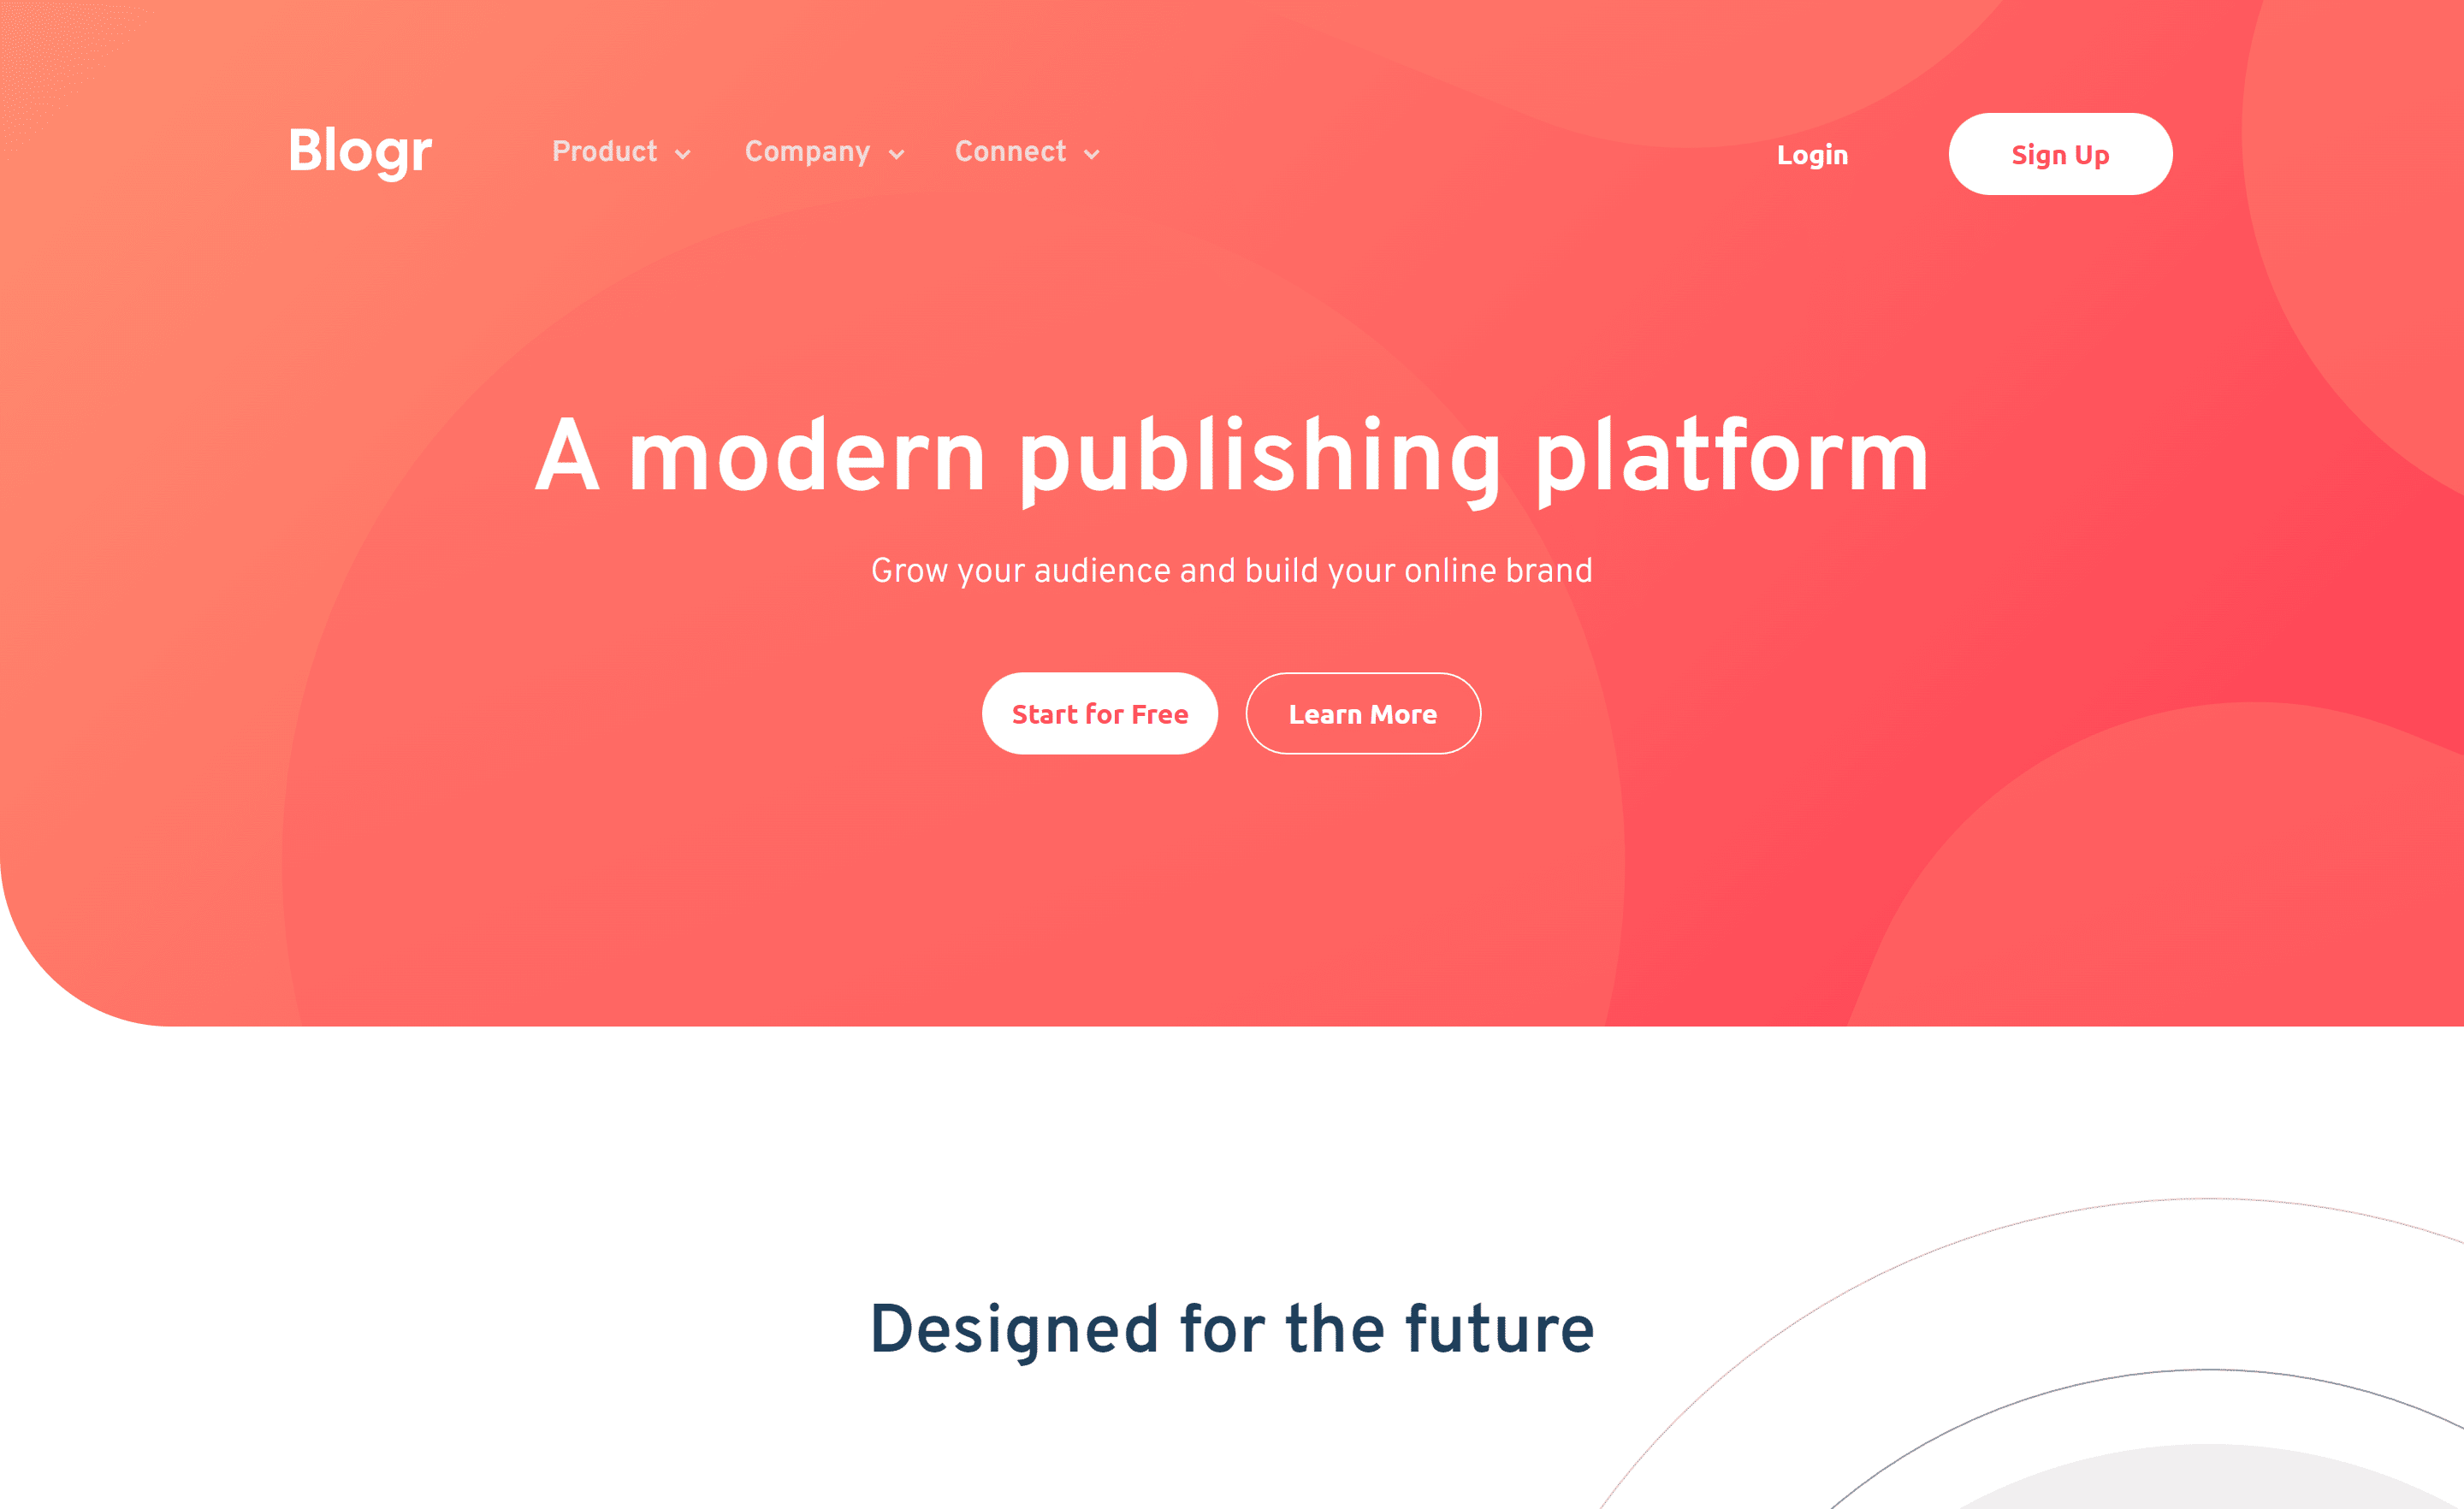 Blogr
Product
Company
Connect
Login
Sign Up
A modern publishing platform
Grow your audience and build your online brand
Start for Free
Learn More
Designed for the future